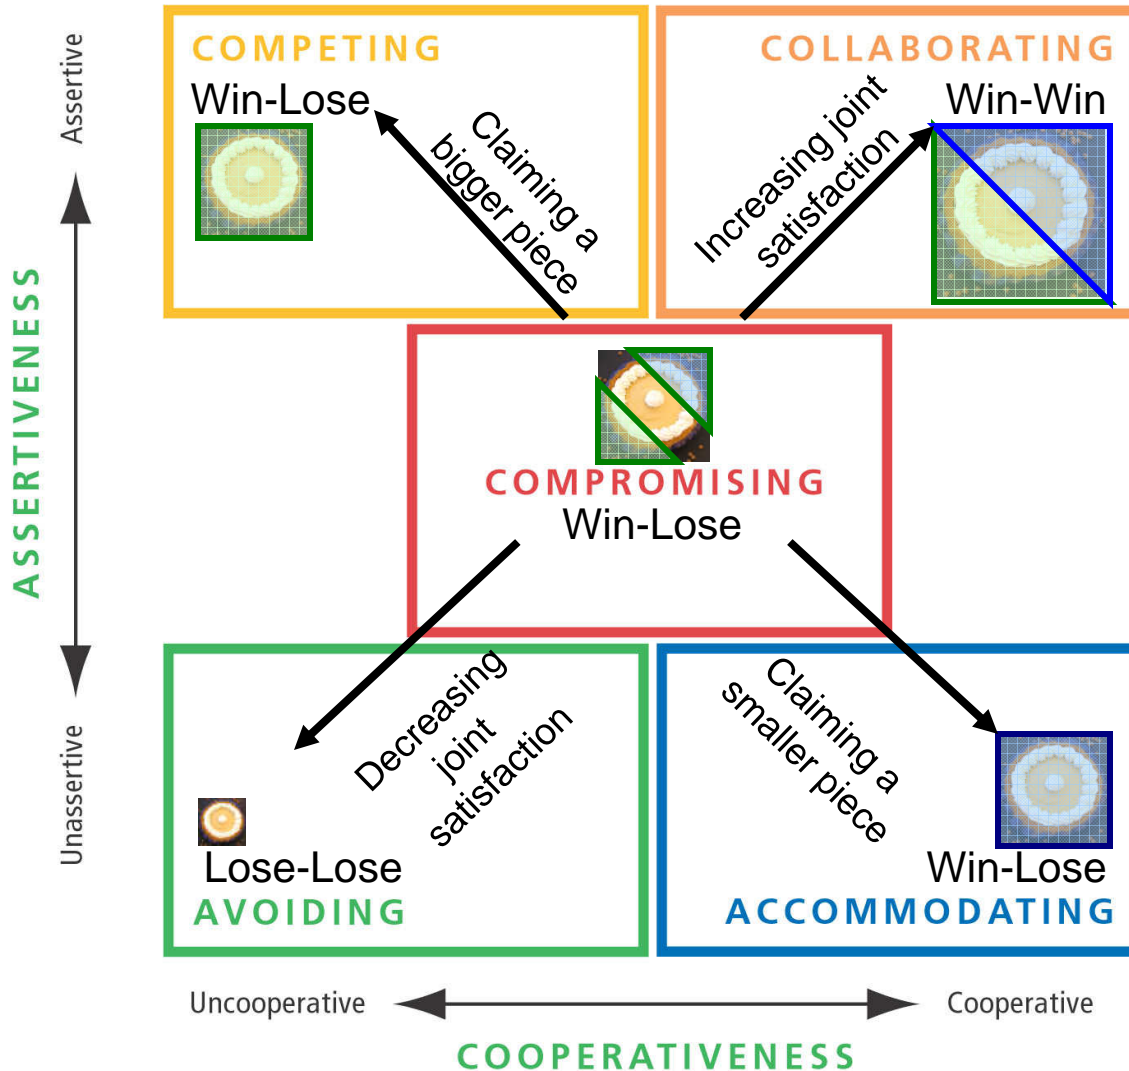 Assertive
ASSERTIVENESS
Unassertive
COMPETING
Win-Lose
Claiming a
bigger piece
COLLABORATING
Win-Win
Increasing joint
satisfaction
COMPROMISING
Win-Lose
Decreasing
joint
satisfaction
Lose-Lose
AVOIDING
Claiming a
smaller piece
Win-Lose
ACCOMMODATING
Uncooperative
Cooperative
COOPERATIVENESS